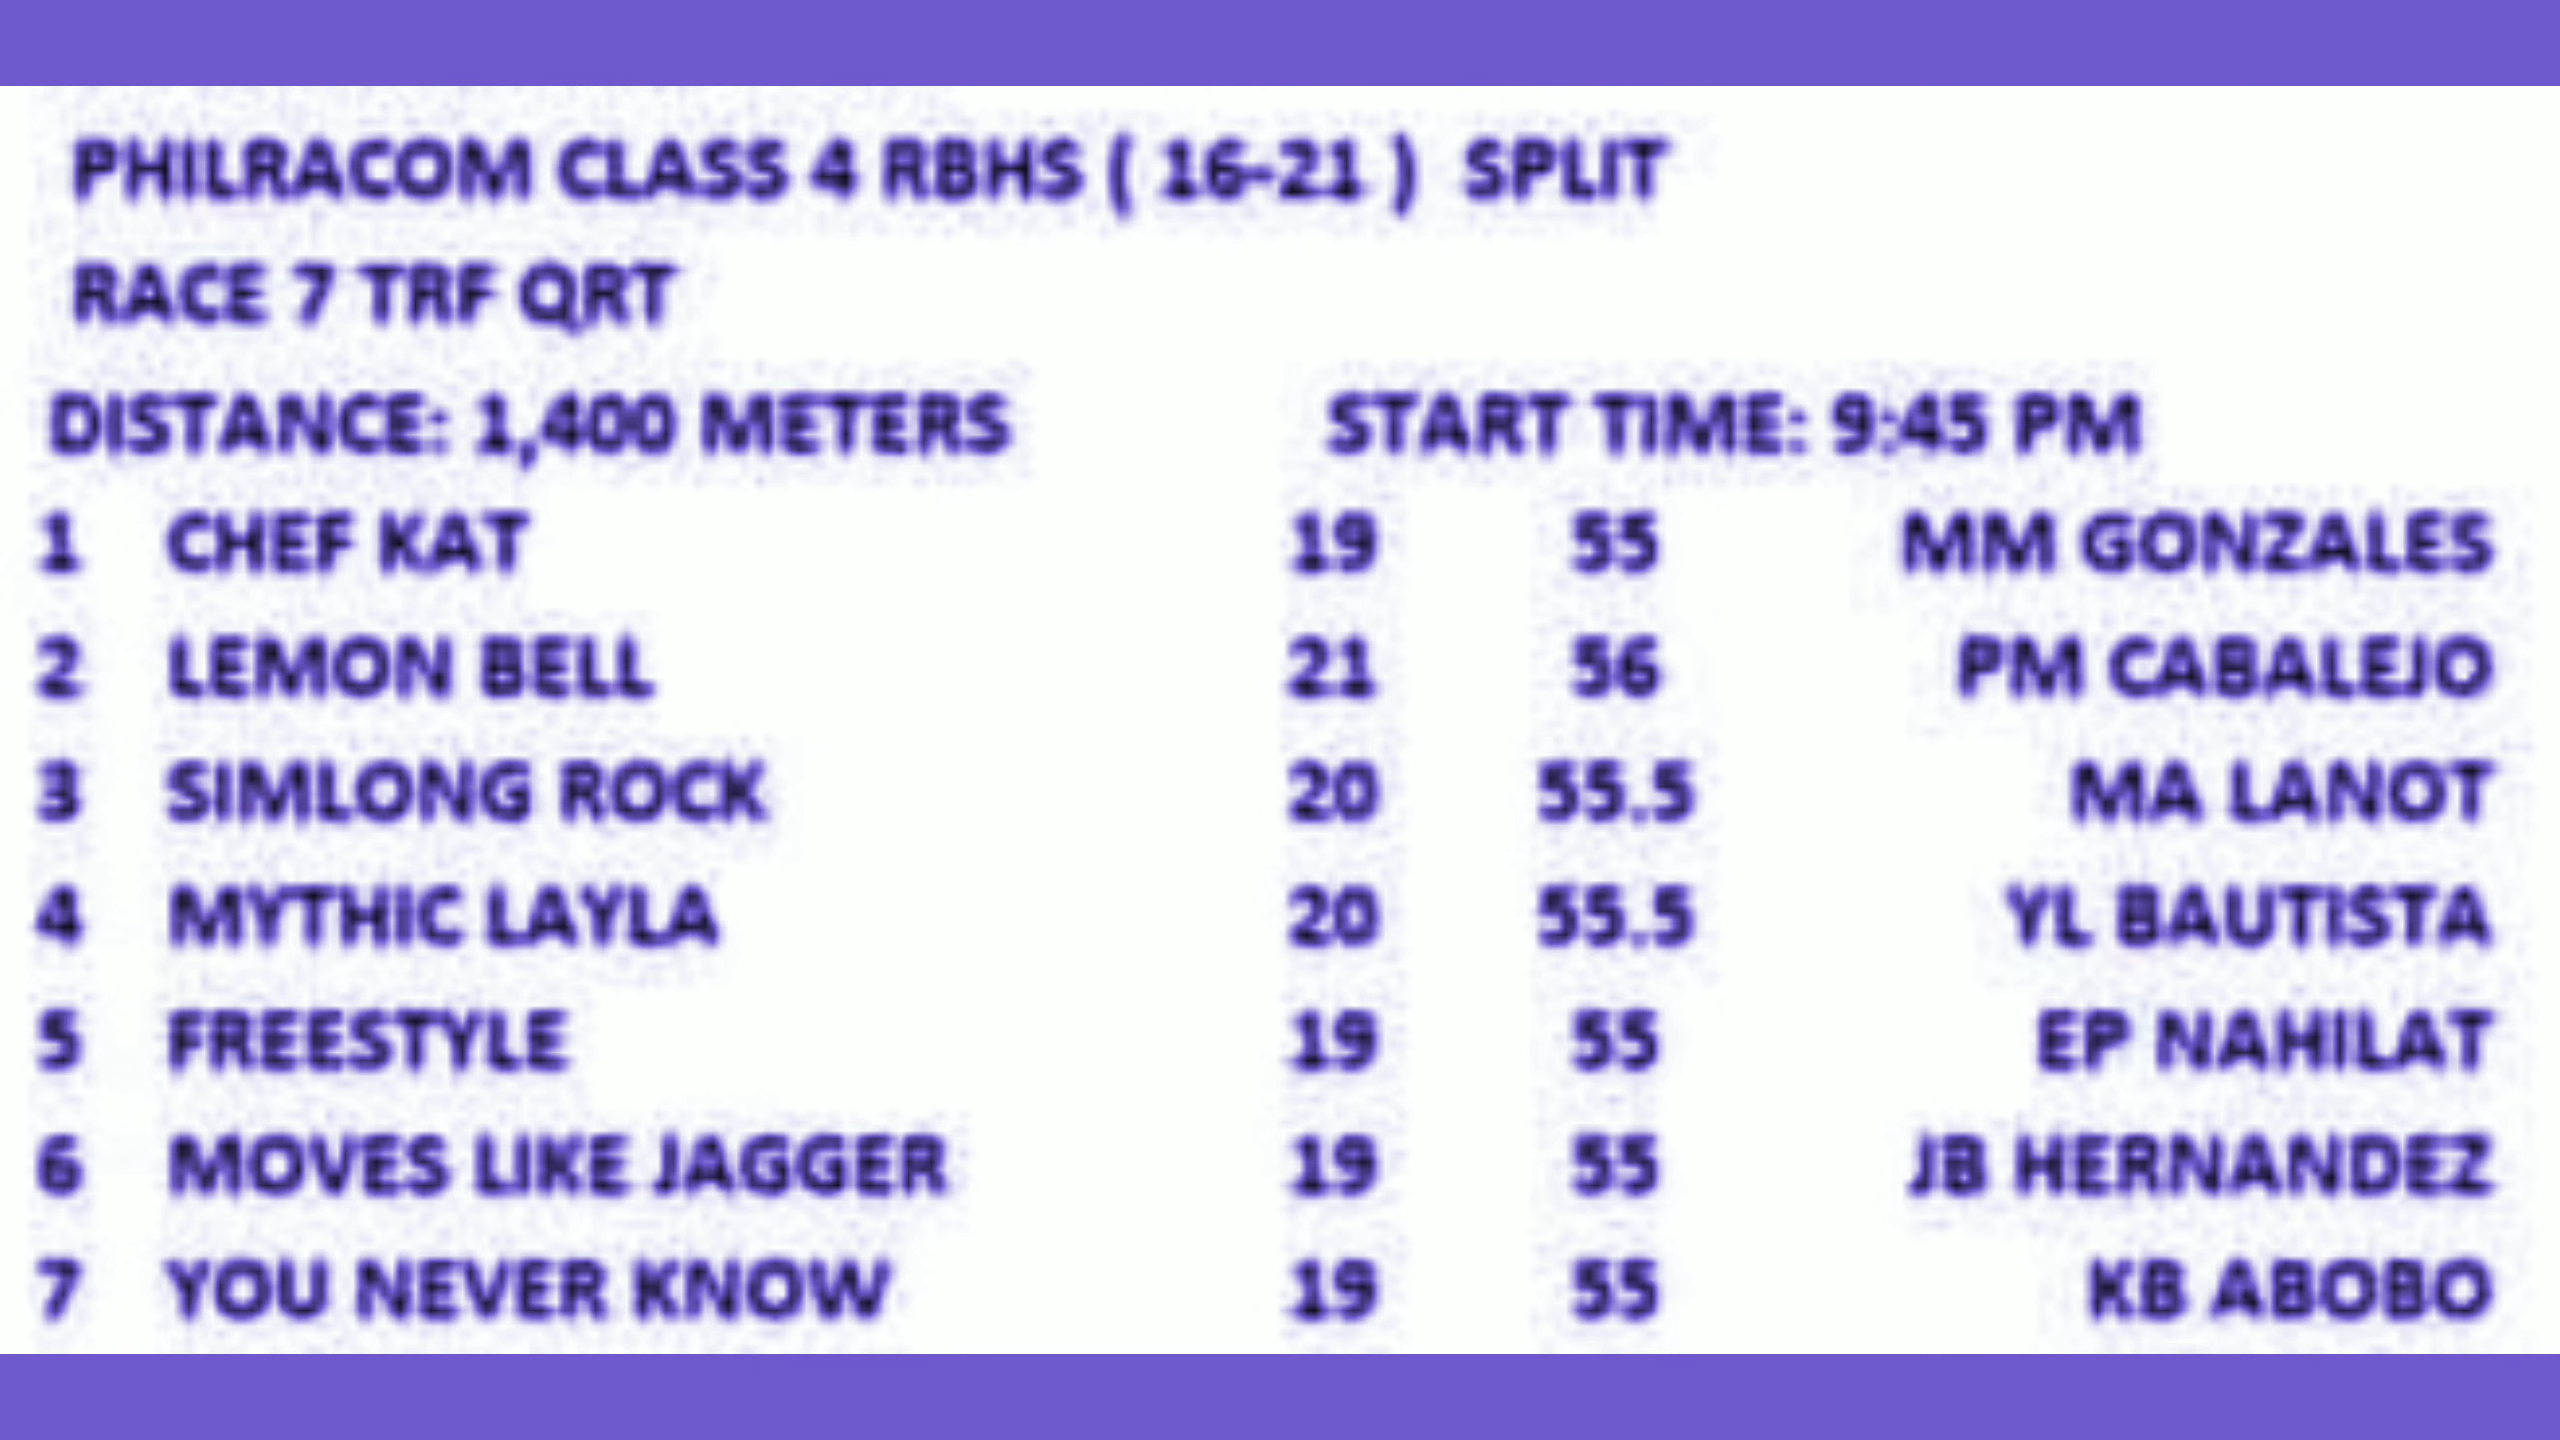 PHILRACOM CLASS 4 RBHS ( 16-21 ) SPLIT
RACE 7 TRF QRT
DISTANCE: 1,400 METERS START TIME: 9:45 PM
1 CHEF KAT 19 55 MM GONZALES
2 LEMON BELL 21 56 PM CABALEJO
3 SIMLONG ROCK 20 55.5 MA LANOT
4 MYTHIC LAYLA 20 55.5 YL BAUTISTA
5 FREESTYLE 19 55 EP NAHILAT
6 MOVES LIKE JAGGER 19 55 JB HERNANDEZ
7 YOU NEVER KNOW 19 55 KB ABOBO